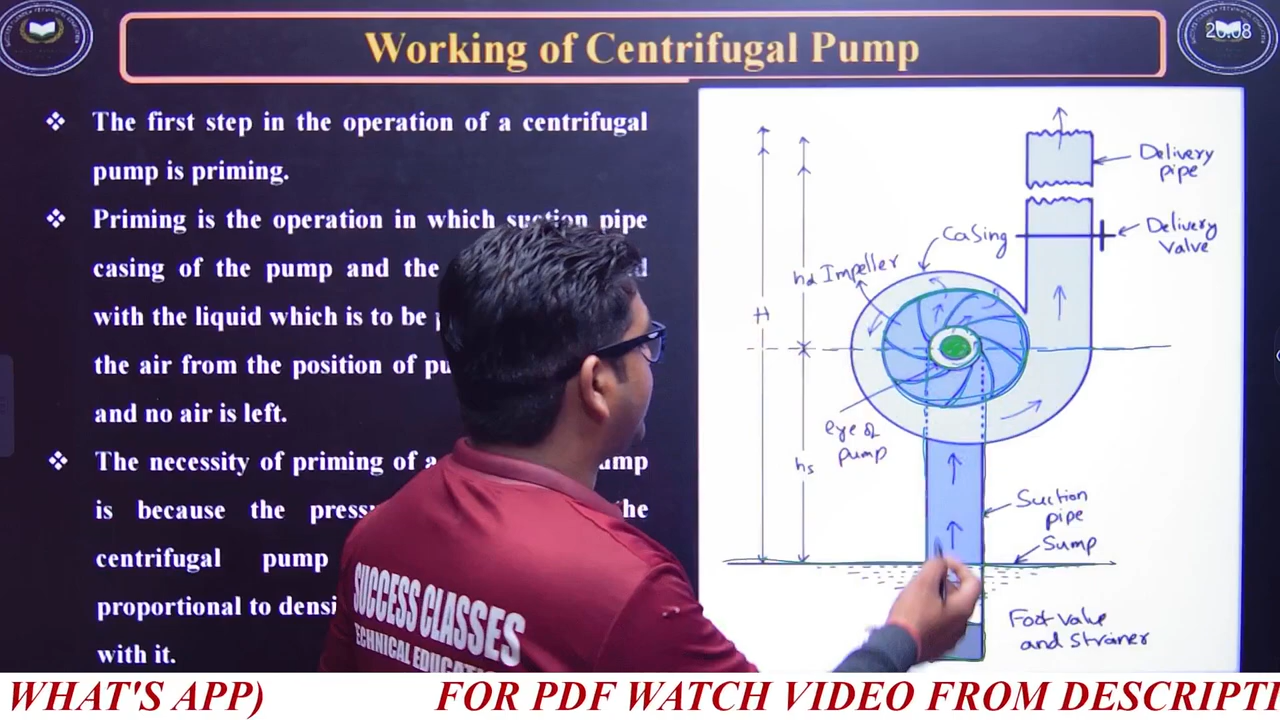 Working of Centrifugal Pump
20:08
❖ The first step in the operation of a centrifugal
pump is priming.
❖ Priming is the operation in which suction pipe
casing of the pump and the
with the liquid which is to be
the air from the position of
and no air is left.
❖ The necessity of priming of a
is because the he
centrifugal pump
proportional to
with it.
Delivery
pipe
Delivery
Valve
Casing
hd Impeller
H
eye of
pump
hs
Suction
pipe
Sump
Foot Valve
and Strainer
SUCCESS CLASSES
WHAT'S APP) FOR PDF WATCH VIDEO FROM